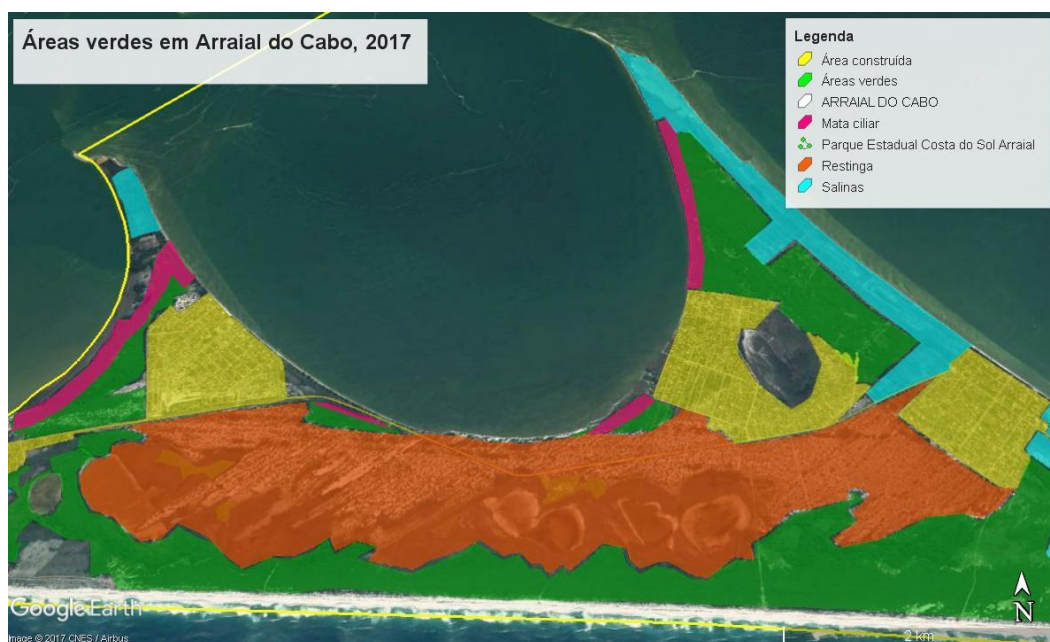 Áreas verdes em Arraial do Cabo, 2017
Legenda
Área construída
Áreas verdes
ARRAIAL DO CABO
Mata ciliar
Parque Estadual Costa do Sol Arraial
Restinga
Salinas
Google Earth
Image © 2017 CNES / Airbus
2 km
N